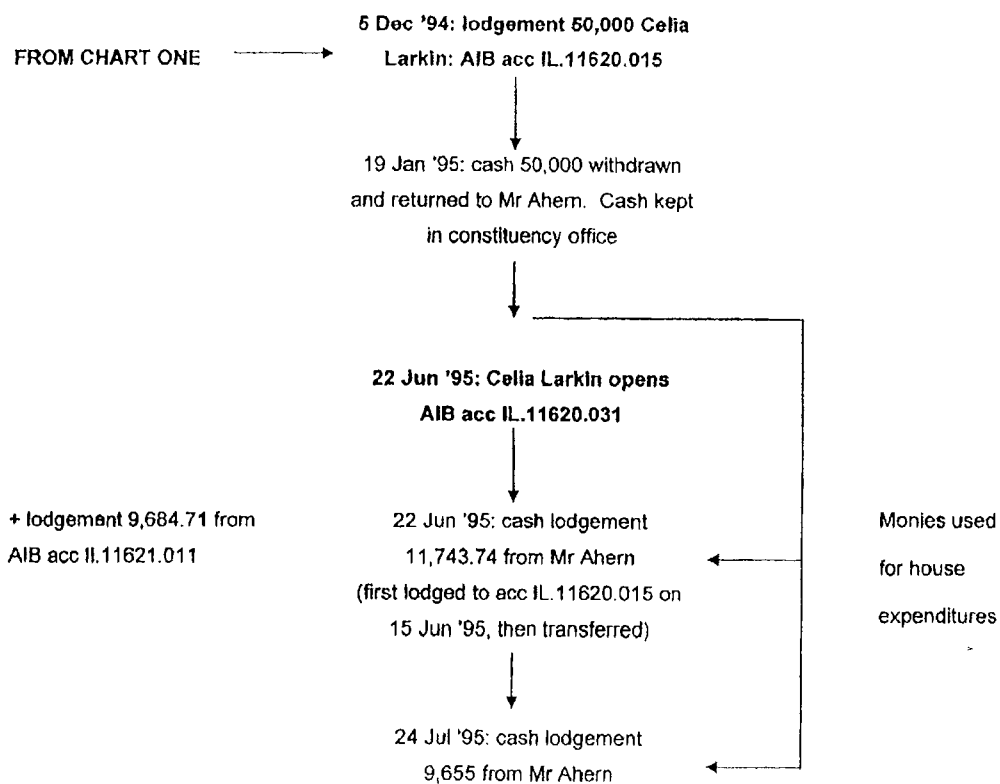 5 Dec '94: lodgement 50,000 Celia
Larkin: AIB acc IL.11620.015
FROM CHART ONE
19 Jan '95: cash 50,000 withdrawn
and returned to Mr Ahern. Cash kept
in constituency office
22 Jun '95: Celia Larkin opens
AIB acc IL.11620.031
+ lodgement 9,684.71 from
AIB acc Il.11621.011
22 Jun '95: cash lodgement
11,743.74 from Mr Ahern
(first lodged to acc IL.11620.015 on
15 Jun '95, then transferred)
Monies used
for house
expenditures
24 Jul '95: cash lodgement
9,655 from Mr Ahern